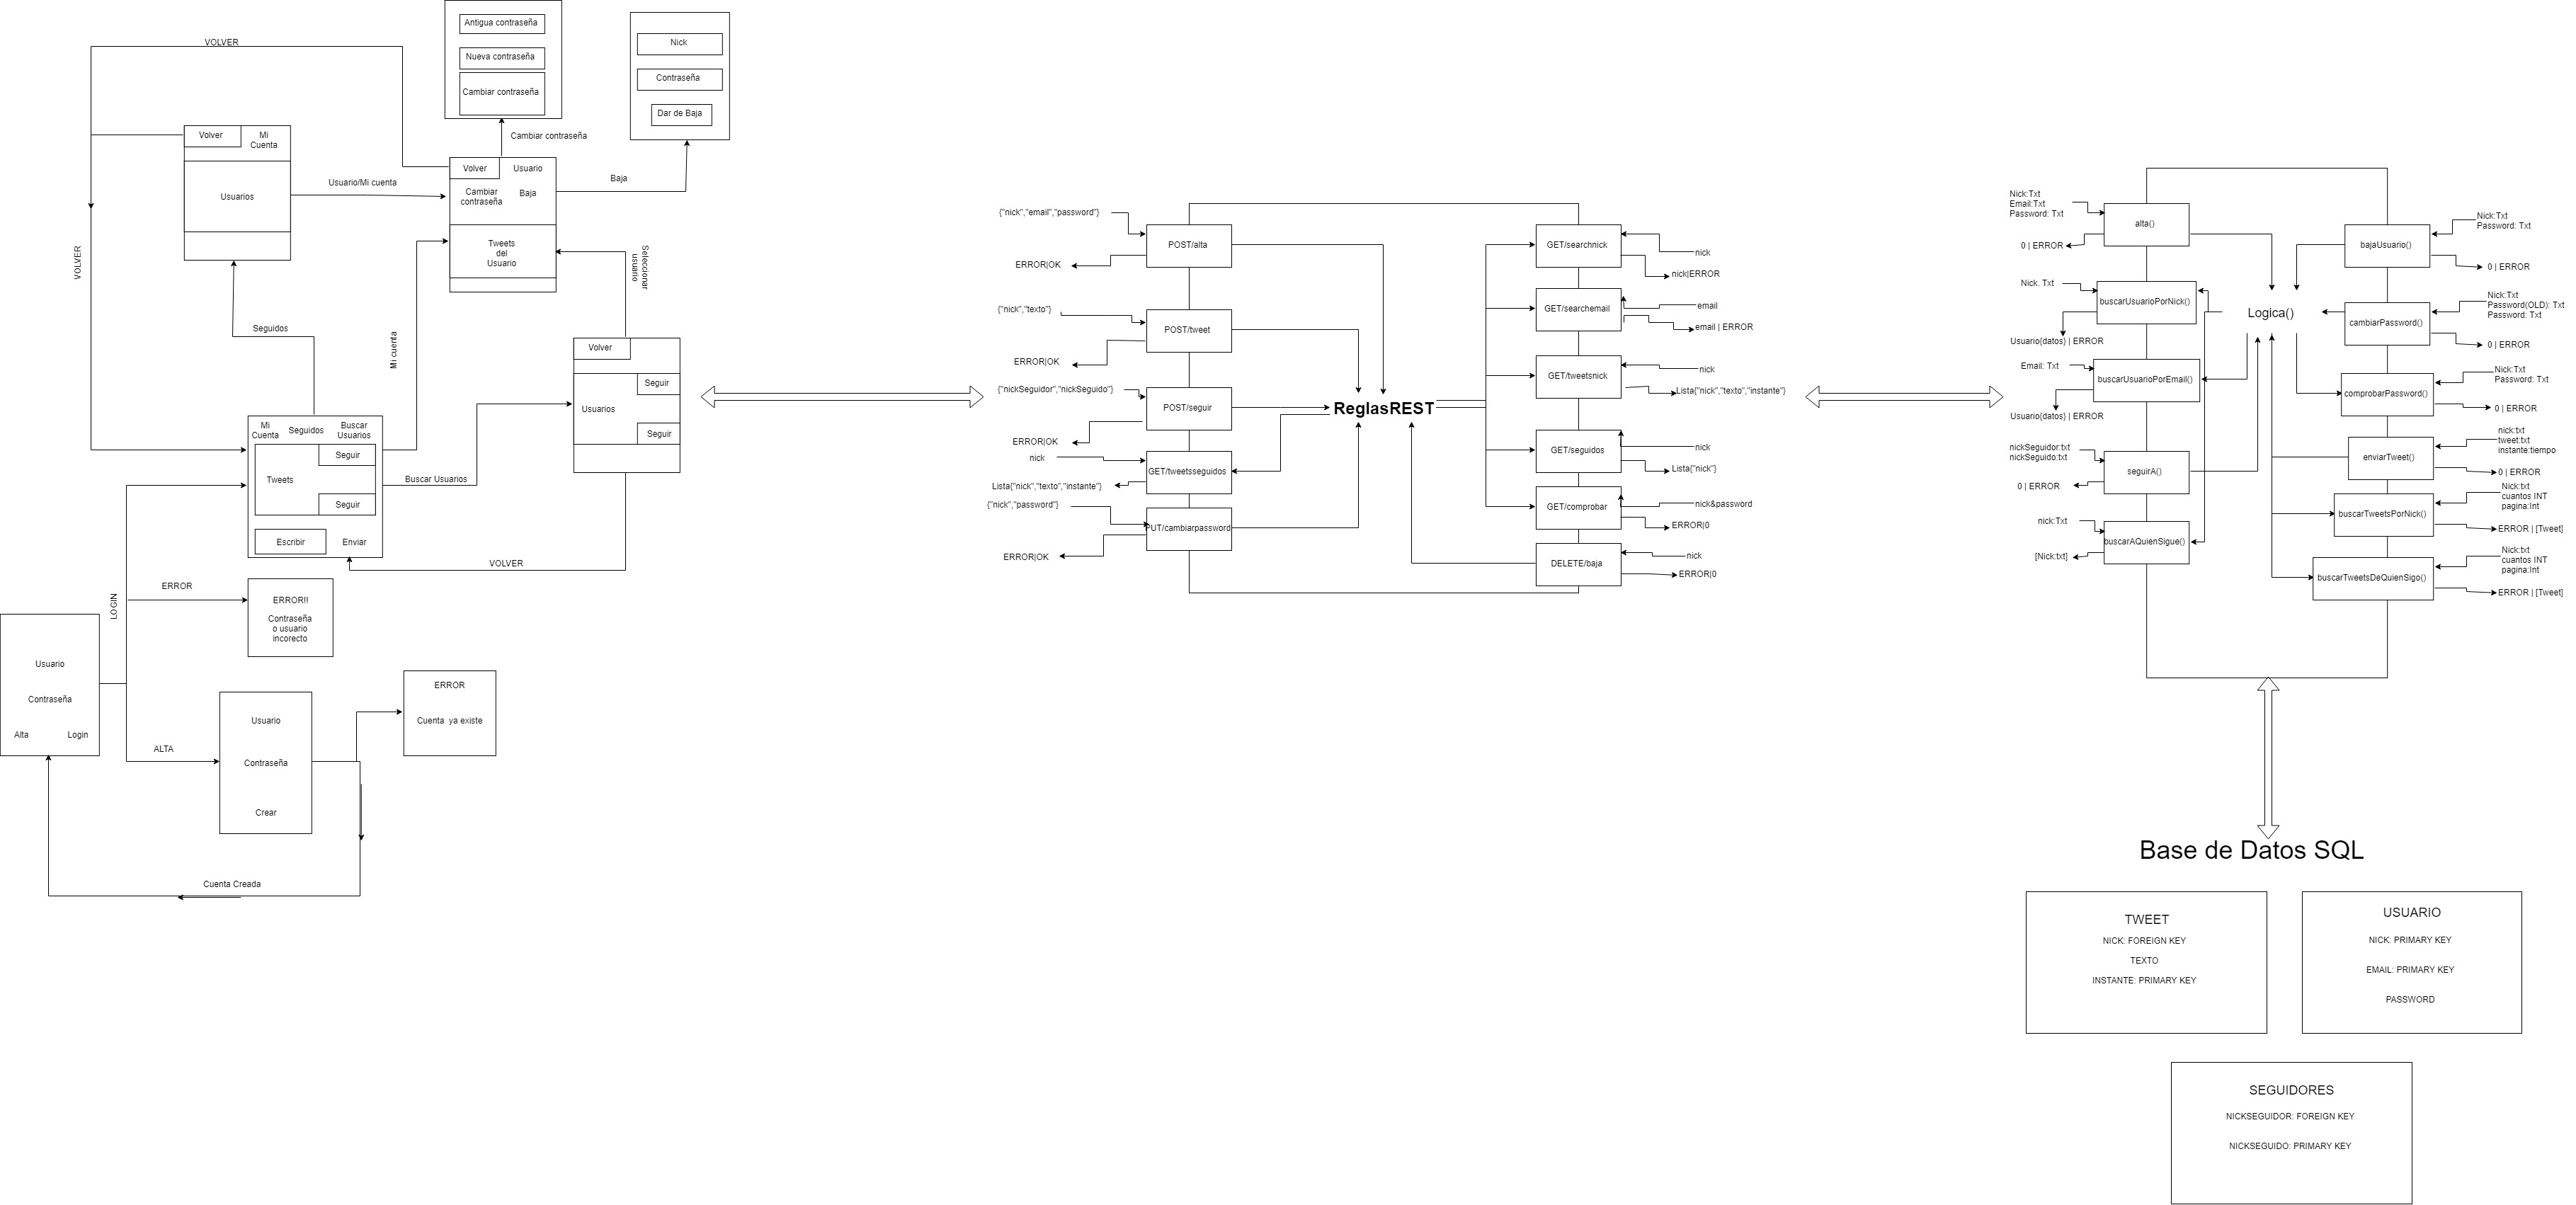 Antigua contraseña
Nueva contraseña
Cambiar contraseña
Nick
Contraseña
Dar de Baja
VOLVER
Volver
Mi
Cuenta
Usuarios
Usuario/Mi cuenta
Cambiar contraseña
Volver
Usuario
Cambiar
contraseña
Baja
Tweets
del
Usuario
Baja
VOLVER
Seguidos
Mi cuenta
Seleccionar
usuario
Volver
Seguir
Usuarios
Seguir
Mi
Cuenta
Seguidos
Buscar
Usuarios
Seguir
Tweets
Seguir
Escribir
Enviar
Buscar Usuarios
VOLVER
LOGIN
ERROR
ERROR!!
Contraseña
o usuario
incorecto
Usuario
Contraseña
Alta
Login
ALTA
Usuario
Contraseña
Crear
ERROR
Cuenta ya existe
Cuenta Creada
{"nick","email","password"}
POST/alta
ERROR|OK
{"nick","texto"}
POST/tweet
ERROR|OK
{"nickSeguidor","nickSeguido"}
POST/seguir
ERROR|OK
nick
GET/tweetsseguidos
Lista{"nick","texto","instante"}
{"nick","password"}
PUT/cambiarpassword
ERROR|OK
ReglasREST
GET/searchnick
nick
nick|ERROR
GET/searchemail
email
email | ERROR
GET/tweetsnick
nick
Lista{"nick","texto","instante"}
GET/seguidos
nick
Lista{"nick"}
GET/comprobar
nick&password
ERROR|0
DELETE/baja
nick
ERROR|0
Nick:Txt
Email:Txt
Password: Txt
alta()
0 | ERROR
Nick. Txt
buscarUsuarioPorNick()
Usuario{datos} | ERROR
Email: Txt
buscarUsuarioPorEmail()
Usuario{datos} | ERROR
nickSeguidor:txt
nickSeguido:txt
seguirA()
0 | ERROR
nick:Txt
buscarAQuienSigue()
[Nick:txt]
Logica()
Nick:Txt
Password: Txt
bajaUsuario()
0 | ERROR
Nick:Txt
Password(OLD): Txt
Password: Txt
cambiarPassword()
0 | ERROR
Nick:Txt
Password: Txt
comprobarPassword()
0 | ERROR
nick:txt
tweet:txt
instante:tiempo
enviarTweet()
0 | ERROR
Nick:txt
cuantos INT
pagina:Int
buscarTweetsPorNick()
ERROR | [Tweet]
Nick:txt
cuantos INT
pagina:Int
buscarTweetsDeQuienSigo()
ERROR | [Tweet]
Base de Datos SQL
TWEET
NICK: FOREIGN KEY
TEXTO
INSTANTE: PRIMARY KEY
USUARIO
NICK: PRIMARY KEY
EMAIL: PRIMARY KEY
PASSWORD
SEGUIDORES
NICKSEGUIDOR: FOREIGN KEY
NICKSEGUIDO: PRIMARY KEY